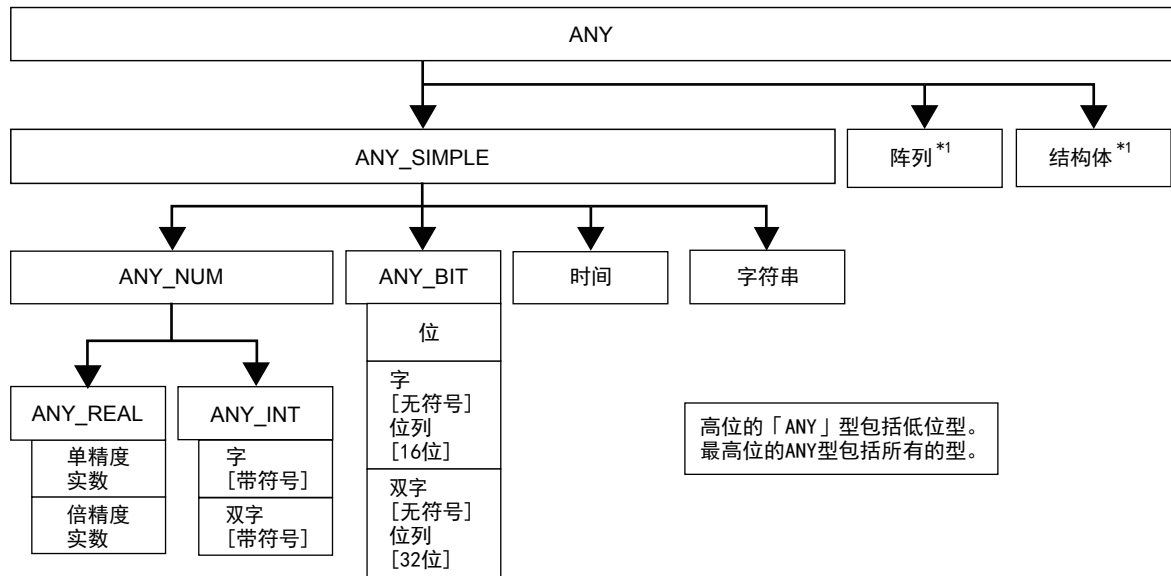 ANY
ANY_SIMPLE
阵列*1
结构体*1
ANY_NUM
ANY_BIT
时间
字符串
位
字
[无符号]
位列
[16位]
双字
[无符号]
位列
[32位]
ANY_REAL
单精度
实数
倍精度
实数
ANY_INT
字
[带符号]
双字
[带符号]
高位的「ANY」型包括低位型。
最高位的ANY型包括所有的型。